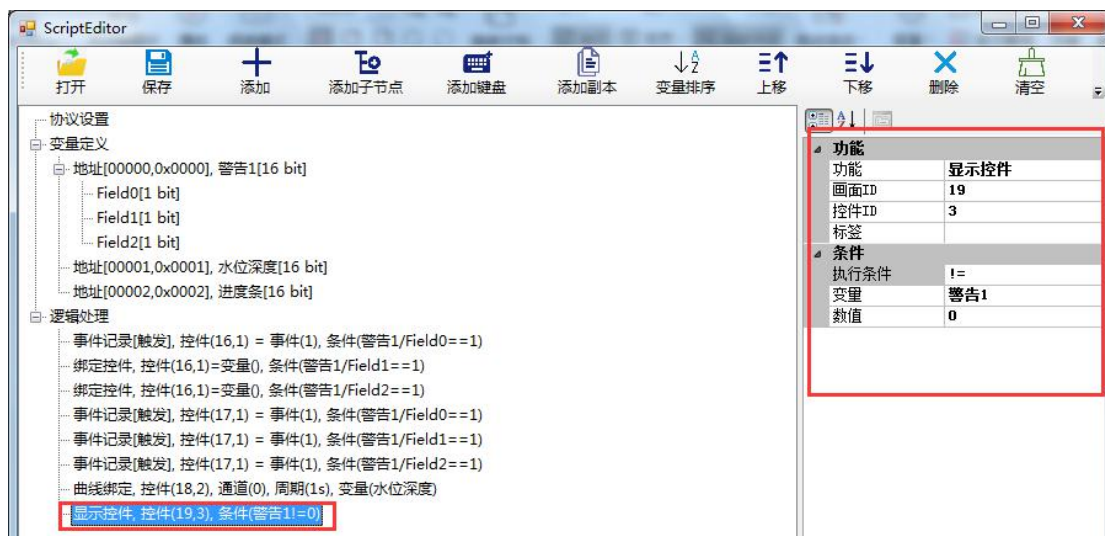 ScriptEditor
打开 保存 添加 添加子节点 添加键盘 添加副本 变量排序 上移 下移 删除 清空
协议设置
变量定义
地址[00000,0x0000], 警告1[16 bit]
Field0[1 bit]
Field1[1 bit]
Field2[1 bit]
地址[00001,0x0001], 水位深度[16 bit]
地址[00002,0x0002], 进度条[16 bit]
逻辑处理
事件记录[触发], 控件(16,1) = 事件(1), 条件(警告1/Field0==1)
绑定控件, 控件(16,1)=变量(), 条件(警告1/Field1==1)
绑定控件, 控件(16,1)=变量(), 条件(警告1/Field2==1)
事件记录[触发], 控件(17,1) = 事件(1), 条件(警告1/Field0==1)
事件记录[触发], 控件(17,1) = 事件(1), 条件(警告1/Field1==1)
事件记录[触发], 控件(17,1) = 事件(1), 条件(警告1/Field2==1)
曲线绑定, 控件(18,2), 通道(0), 周期(1s), 变量(水位深度)
显示控件, 控件(19,3), 条件(警告1!=0)
功能
功能 显示控件
画面ID 19
控件ID 3
标签
条件
执行条件 !=
变量 警告1
数值 0